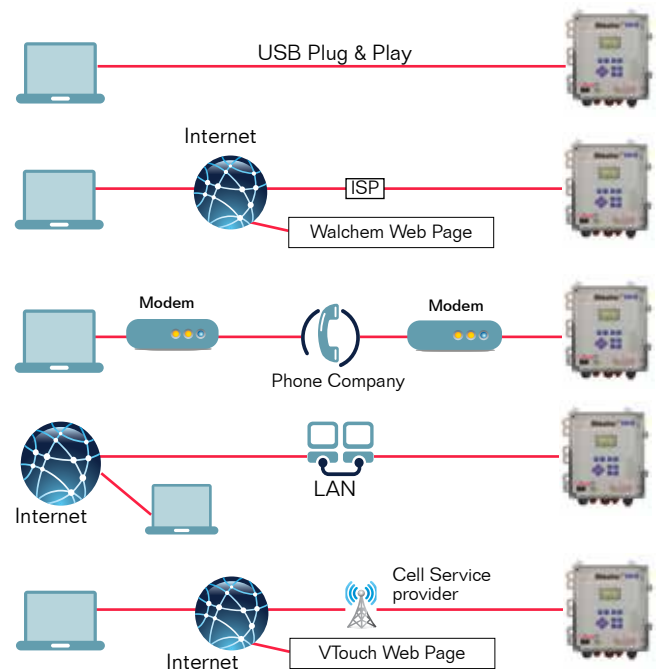 USB Plug & Play
Internet
ISP
Walchem Web Page
Modem
Modem
Phone Company
LAN
Internet
Cell Service
provider
VTouch Web Page
Internet